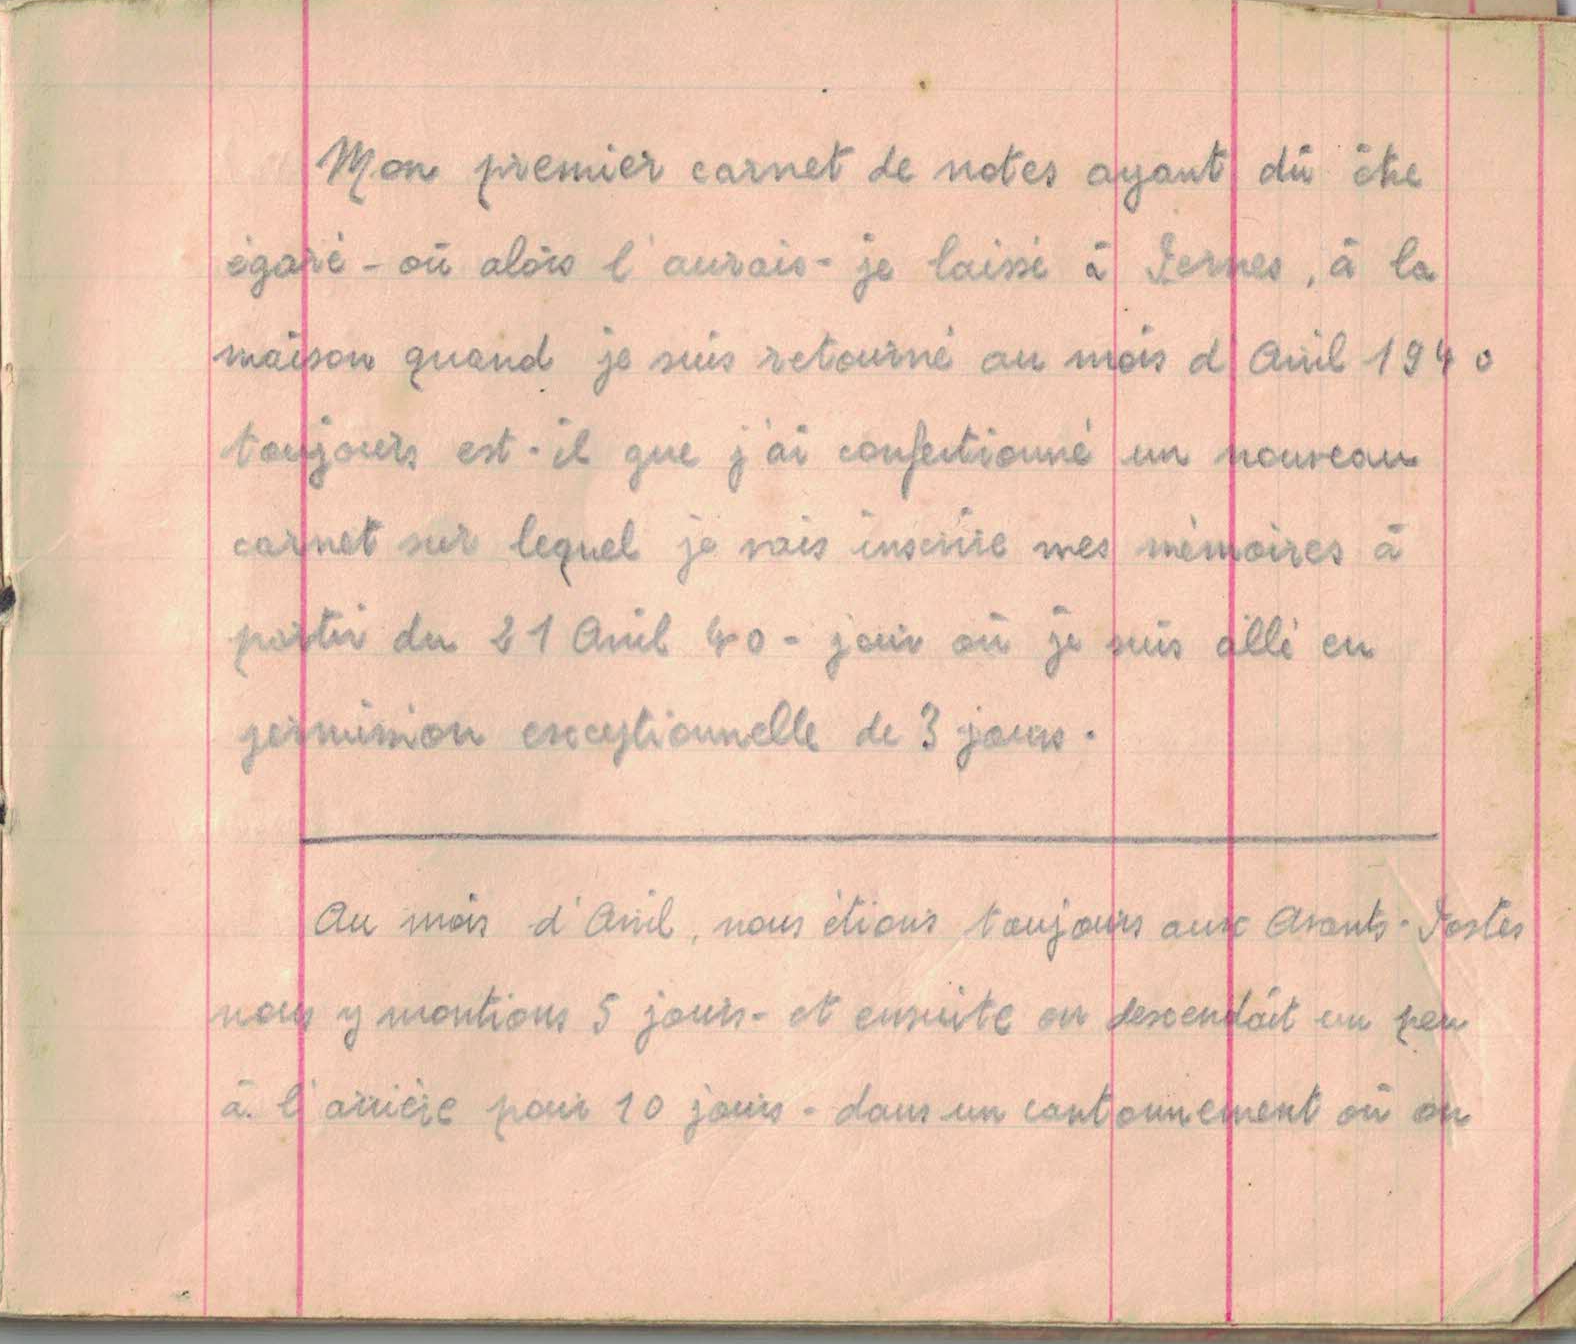 Mon premier carnet de notes ayant dû être
égaré - où alors l'aurais-je laissé à Pernes, à la
maison quand je suis retourné au mois d'Avril 1940
toujours est-il que j'ai confectionné un nouveau
carnet sur lequel je vais inscrire mes mémoires à
partir du 21 Avril 40 - jour où je suis allé en
permission exceptionnelle de 3 jours.
Au mois d'Avril, nous étions toujours aux Avants-Postes
nous y montions 5 jours - et ensuite on descendait un peu
à l'arrière pour 10 jours - dans un cantonnement où on